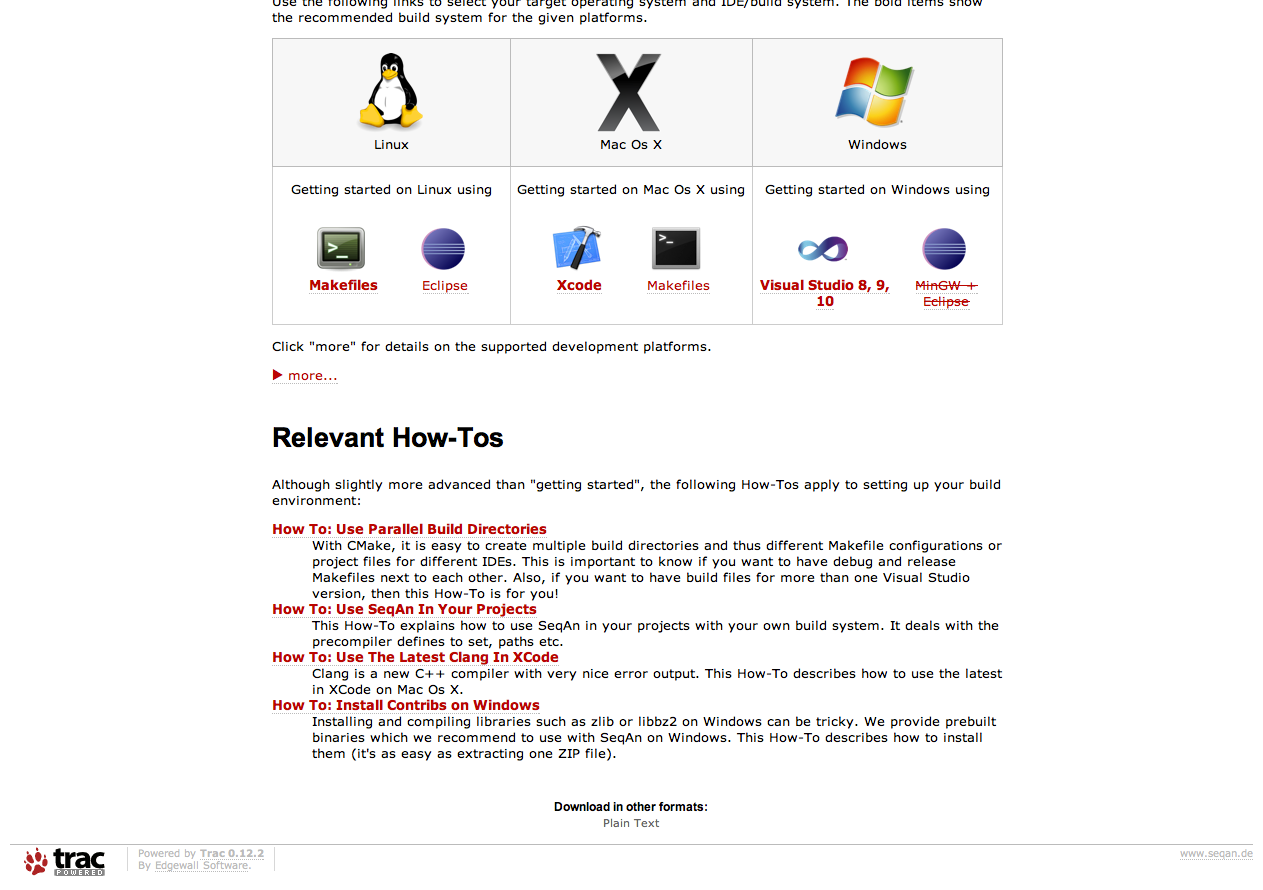 Use the following links to select your target operating system and IDE/build system. The bold items show
the recommended build system for the given platforms.
Linux
Mac Os X
Windows
Getting started on Linux using
Getting started on Mac Os X using
Getting started on Windows using
Makefiles
Eclipse
Xcode
Makefiles
Visual Studio 8, 9,
10
MinGW +
Eclipse
Click "more" for details on the supported development platforms.
more...
Relevant How-Tos
Although slightly more advanced than "getting started", the following How-Tos apply to setting up your build
environment:
How To: Use Parallel Build Directories
With CMake, it is easy to create multiple build directories and thus different Makefile configurations or
project files for different IDEs. This is important to know if you want to have debug and release
Makefiles next to each other. Also, if you want to have build files for more than one Visual Studio
version, then this How-To is for you!
How To: Use SeqAn In Your Projects
This How-To explains how to use SeqAn in your projects with your own build system. It deals with the
precompiler defines to set, paths etc.
How To: Use The Latest Clang In XCode
Clang is a new C++ compiler with very nice error output. This How-To describes how to use the latest
in XCode on Mac Os X.
How To: Install Contribs on Windows
Installing and compiling libraries such as zlib or libbz2 on Windows can be tricky. We provide prebuilt
binaries which we recommend to use with SeqAn on Windows. This How-To describes how to install
them (it's as easy as extracting one ZIP file).
Download in other formats:
Plain Text
trac
POWERED
Powered by Trac 0.12.2
By Edgewall Software.
www.seqan.de